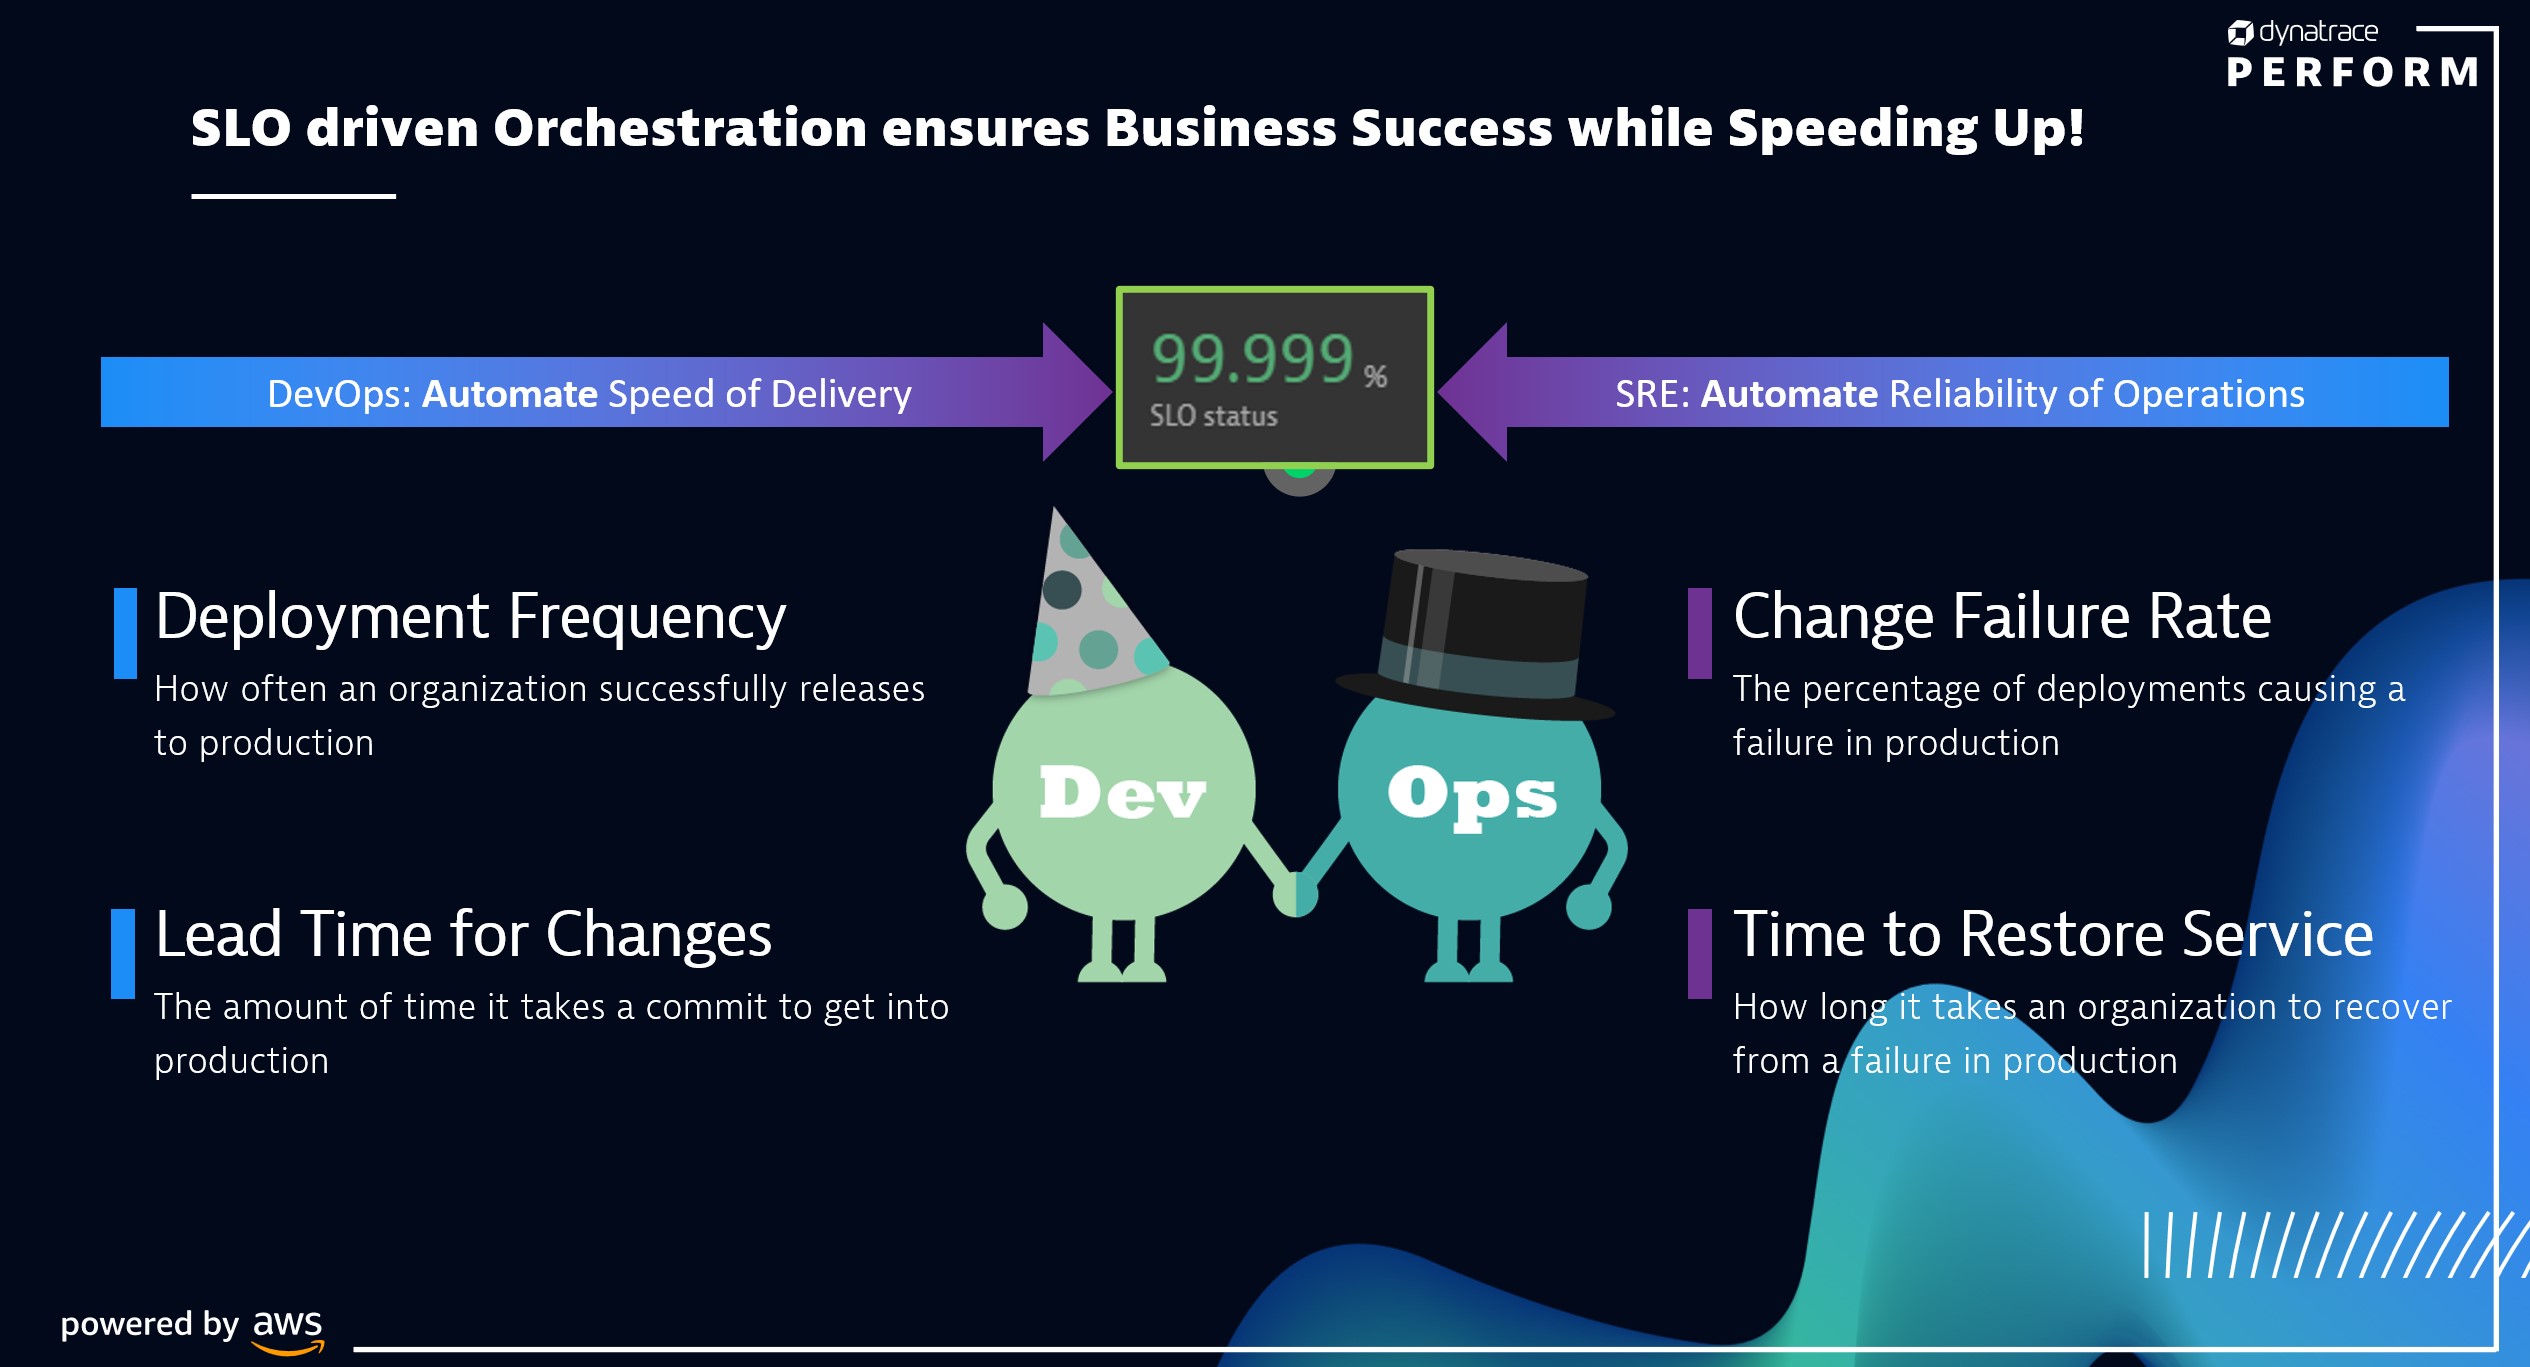 dynatrace
PERFORM
SLO driven Orchestration ensures Business Success while Speeding Up!
DevOps: Automate Speed of Delivery
99.999 %
SLO status
SRE: Automate Reliability of Operations
Deployment Frequency
How often an organization successfully releases
to production
Lead Time for Changes
The amount of time it takes a commit to get into
production
Dev
Ops
Change Failure Rate
The percentage of deployments causing a
failure in production
Time to Restore Service
How long it takes an organization to recover
from a failure in production
powered by aws